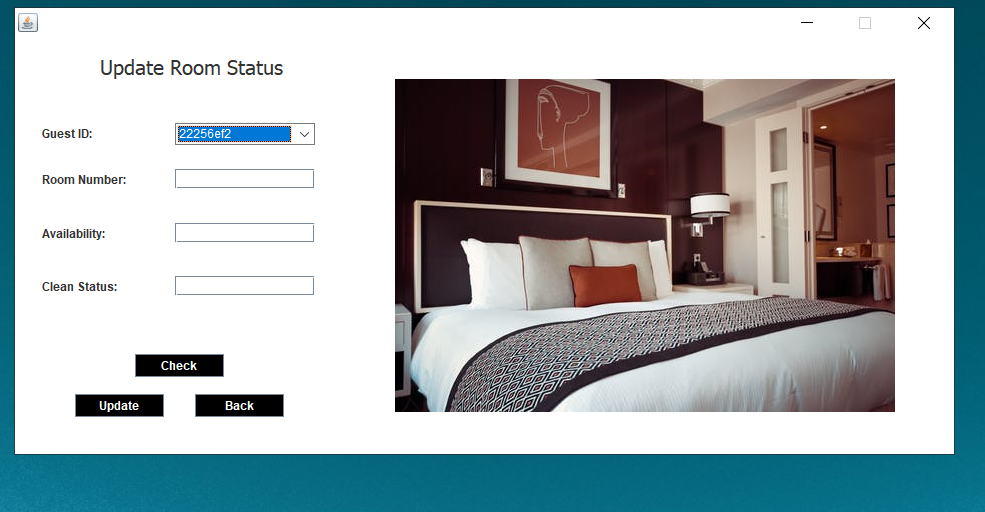 Update Room Status
Guest ID:
22256ef2
Room Number:
Availability:
Clean Status:
Check
Update
Back